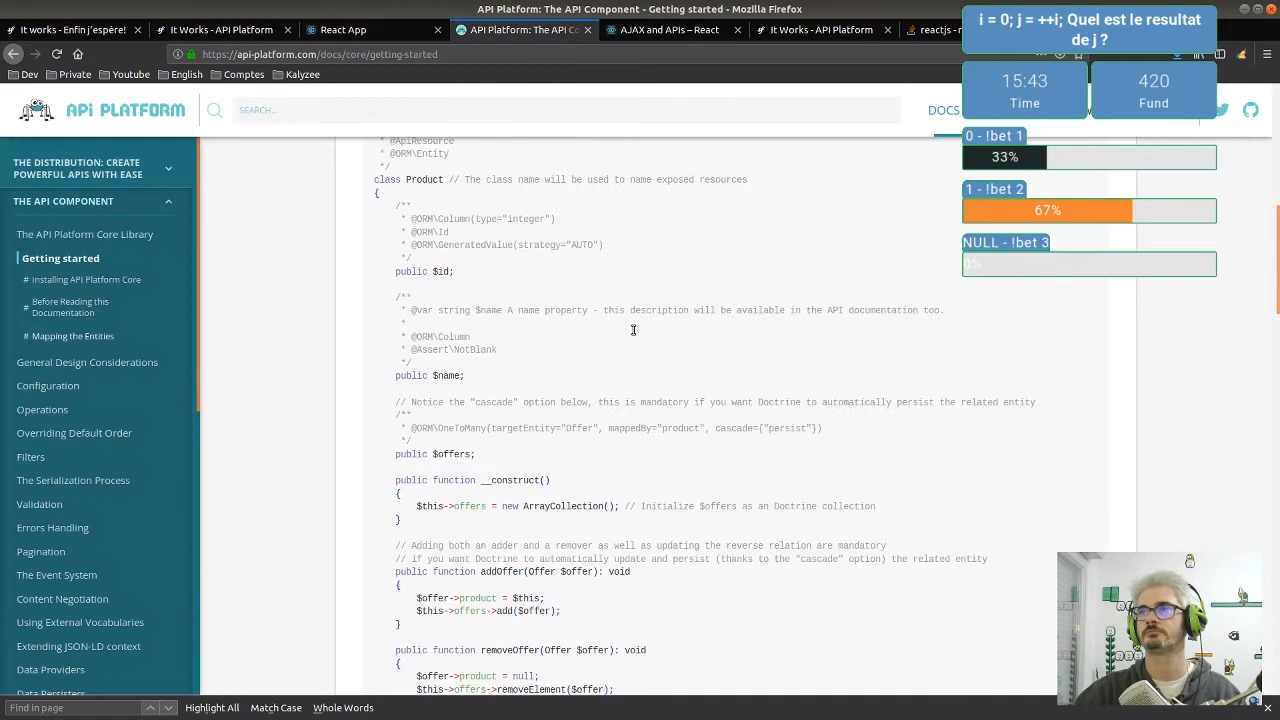 API Platform: The API Component - Getting started - Mozilla Firefox
It works - Enfin j'espère!
It Works - API Platform
React App
API Platform: The API Co
AJAX and APIs – React
It Works - API Platform
reactjs -
i = 0; j = ++i; Quel est le resultat
de j ?
https://api-platform.com/docs/core/getting-started
Dev
Private
Youtube
English
Comptes
Kalyzee
15:43
Time
420
Fund
API PLATFORM
SEARCH...
DOCS
0 - !bet 1
33%
1 - !bet 2
67%
NULL - !bet 3
0%
THE DISTRIBUTION: CREATE
POWERFUL APIS WITH EASE
THE API COMPONENT
The API Platform Core Library
Getting started
# Installing API Platform Core
# Before Reading this
Documentation
# Mapping the Entities
General Design Considerations
Configuration
Operations
Overriding Default Order
Filters
The Serialization Process
Validation
Errors Handling
Pagination
The Event System
Content Negotiation
Using External Vocabularies
Extending JSON-LD context
Data Providers
Data Persisters
* @ApiResource
* @ORM\Entity
*/
class Product // The class name will be used to name exposed resources
{
/**
* @ORM\Column(type="integer")
* @ORM\Id
* @ORM\GeneratedValue(strategy="AUTO")
*/
public $id;
/**
* @var string $name A name property - this description will be available in the API documentation too.
*
* @ORM\Column
* @Assert\NotBlank
*/
public $name;
// Notice the "cascade" option below, this is mandatory if you want Doctrine to automatically persist the related entity
/**
* @ORM\OneToMany(targetEntity="Offer", mappedBy="product", cascade={"persist"})
*/
public $offers;
public function __construct()
{
$this->offers = new ArrayCollection(); // Initialize $offers as an Doctrine collection
}
// Adding both an adder and a remover as well as updating the reverse relation are mandatory
// if you want Doctrine to automatically update and persist (thanks to the "cascade" option) the related entity
public function addOffer(Offer $offer): void
{
$offer->product = $this;
$this->offers->add($offer);
}
public function removeOffer(Offer $offer): void
{
$offer->product = null;
$this->offers->removeElement($offer);
Find in page
Highlight All
Match Case
Whole Words